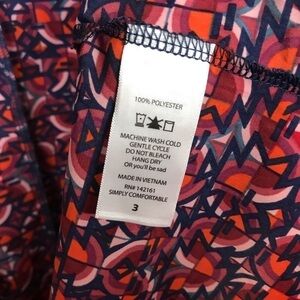 100% POLYESTER
MACHINE WASH COLD
GENTLE CYCLE
DO NOT BLEACH
HANG DRY
OR you'll be sad
MADE IN VIETNAM
RN# 142161
SIMPLY COMFORTABLE
3